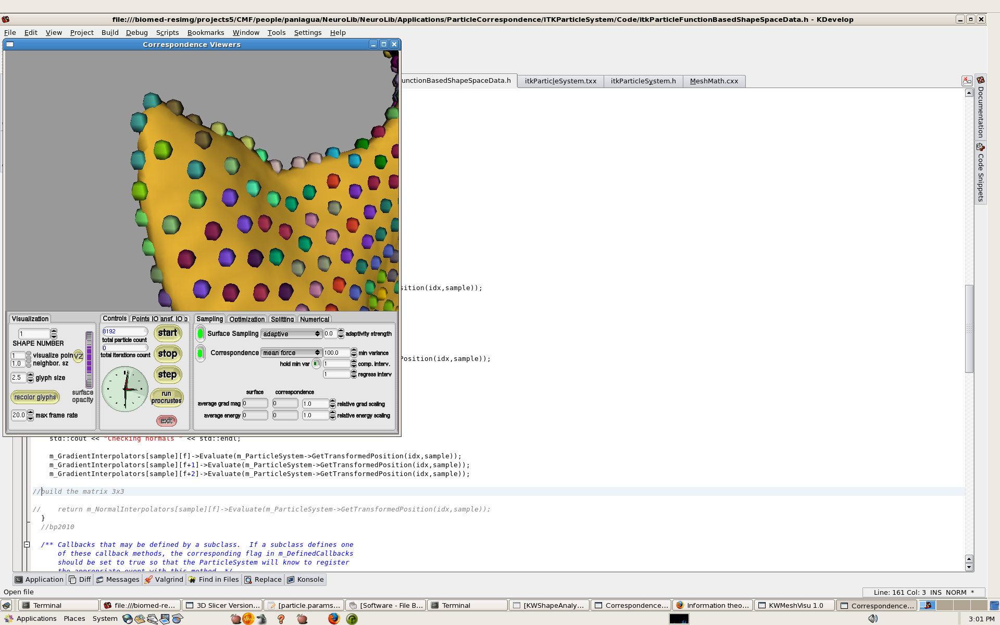 file:///biomed-resimg/projects5/CMF/people/paniagua/NeuroLib/NeuroLib/Applications/ParticleCorrespondence/ITKParticleSystem/Code/itkParticleFunctionBasedShapeSpaceData.h - KDevelop
File Edit View Project Build Debug Scripts Bookmarks Window Tools Settings Help
Correspondence Viewers
unctionBasedShapeSpaceData.h itkParticleSystem.txx itkParticleSystem.h MeshMath.cxx
Documentation
Code Snippets
sition(idx,sample));
Position(idx,sample));
Visualization
1
SHAPE NUMBER
1 visualize poin
VZ
1.0 neighbor. sz
2.5 glyph size
recolor glyphs
surface
opacity
20.0 max frame rate
Controls Points IO ansf. IO
8192
total particle count
0
total iterations count
start
stop
step
run
procrustes
exit
Sampling Optimization Splitting Numerical
Surface Sampling adaptive 0.0 adaptivity strength
Correspondence mean force 100.0 min variance
hold min var 1 comp. interv.
1 regress interv
surface correspondence
average grad mag 0 0 1.0 relative grad scaling
average energy 0 0 1.0 relative energy scaling
std::cout << "Checking normals " << std::endl;
m_GradientInterpolators[sample][f]->Evaluate(m_ParticleSystem->GetTransformedPosition(idx,sample));
m_GradientInterpolators[sample][f+1]->Evaluate(m_ParticleSystem->GetTransformedPosition(idx,sample));
m_GradientInterpolators[sample][f+2]->Evaluate(m_ParticleSystem->GetTransformedPosition(idx,sample));
//build the matrix 3x3
// return m_NormalInterpolators[sample][f]->Evaluate(m_ParticleSystem->GetTransformedPosition(idx,sample));
}
//bp2010
/** Callbacks that may be defined by a subclass. If a subclass defines one
of these callback methods, the corresponding flag in m_DefinedCallbacks
should be set to true so that the ParticleSystem will know to register
the appropriate event with this method. */
Application Diff Messages Valgrind Find in Files Replace Konsole
Open file
Line: 161 Col: 3 INS NORM *
Terminal file:///biomed-re... 3D Slicer Version... [particle.params... [Software - File B... Terminal [KWShapeAnaly... Correspondence... Information theo... KWMeshVisu 1.0 Correspondence...
Applications Places System
3:01 PM